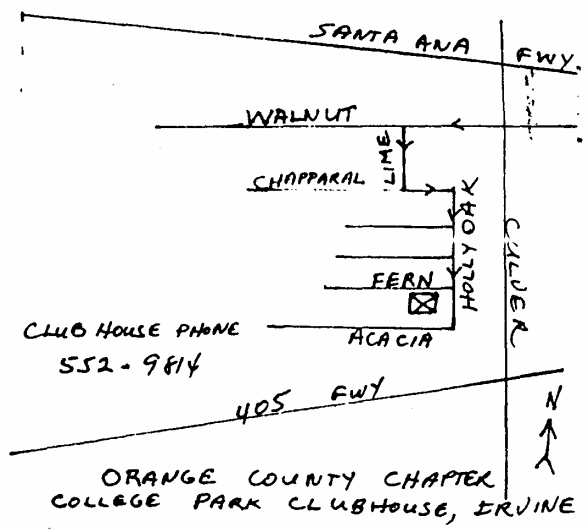 SANTA ANA FWY.
WALNUT
LIME
CHAPPARAL
HOLLY OAK
CULVER
FERN
ACACIA
CLUB HOUSE PHONE
552-9814
405 FWY
N
ORANGE COUNTY CHAPTER
COLLEGE PARK CLUBHOUSE, IRVINE